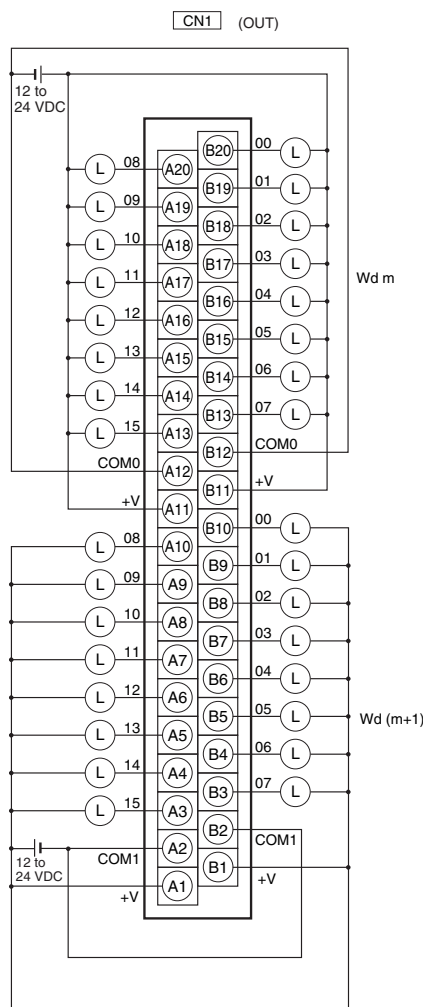 CN1 (OUT)
12 to
24 VDC
00 L
B20
L 08 A20
01 L
B19
L 09 A19
02 L
B18
L 10 A18
03 L
B17
L 11 A17
Wd m
04 L
B16
L 12 A16
05 L
B15
L 13 A15
06 L
B14
L 14 A14
07 L
B13
L 15 A13
B12 COM0
COM0 A12
B11 +V
+V A11
00 L
B10
L 08 A10
01 L
B9
L 09 A9
02 L
B8
L 10 A8
03 L
B7
L 11 A7
04 L
B6
L 12 A6
05 L
B5
Wd (m+1)
L 13 A5
06 L
B4
L 14 A4
07 L
B3
L 15 A3
B2 COM1
12 to
24 VDC
COM1 A2
B1 +V
+V A1